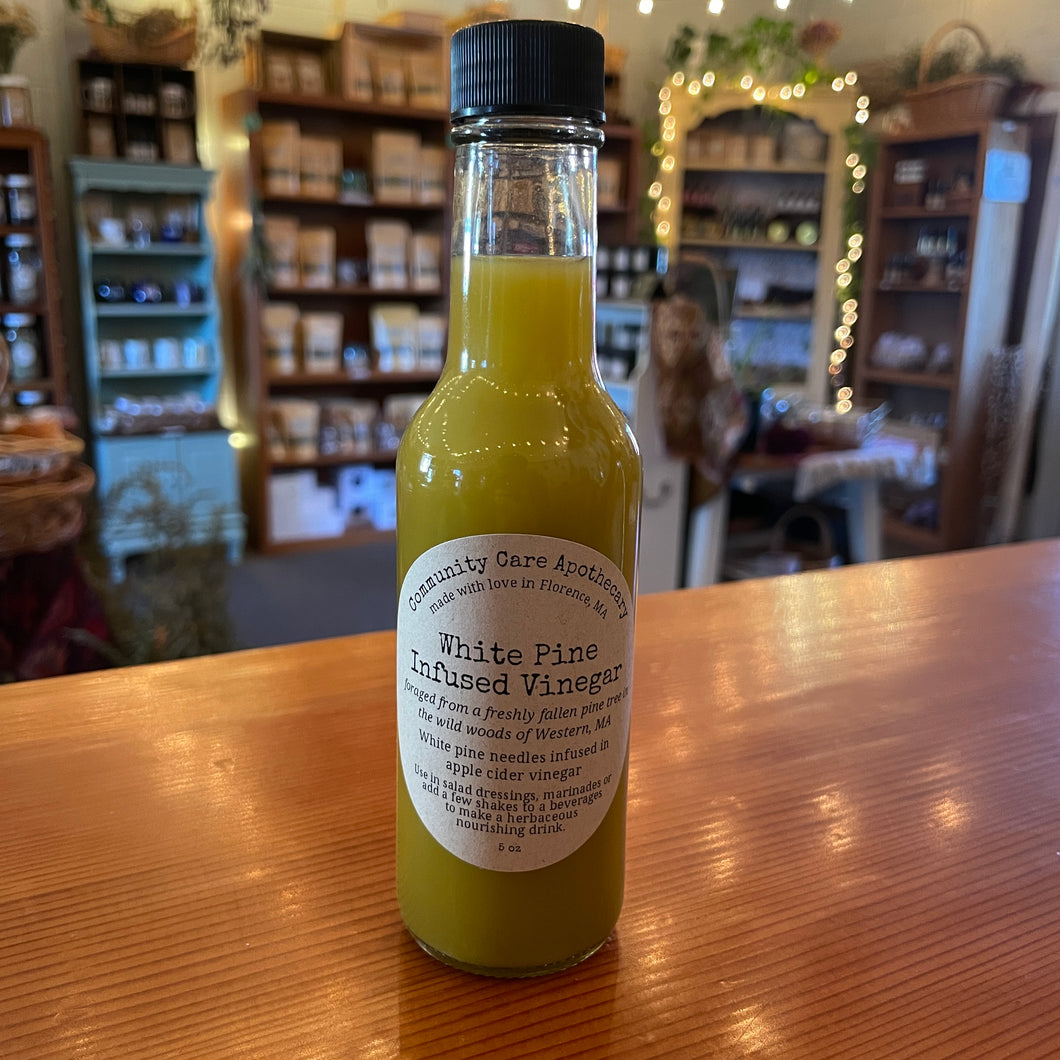 Community Care Apothecary
made with love in Florence, MA
White Pine
Infused Vinegar
foraged from a freshly fallen pine tree in
the wild woods of Western, MA
White pine needles infused in
apple cider vinegar
Use in salad dressings, marinades or
add a few shakes to a beverages
to make a herbaceous
nourishing drink.
5 oz